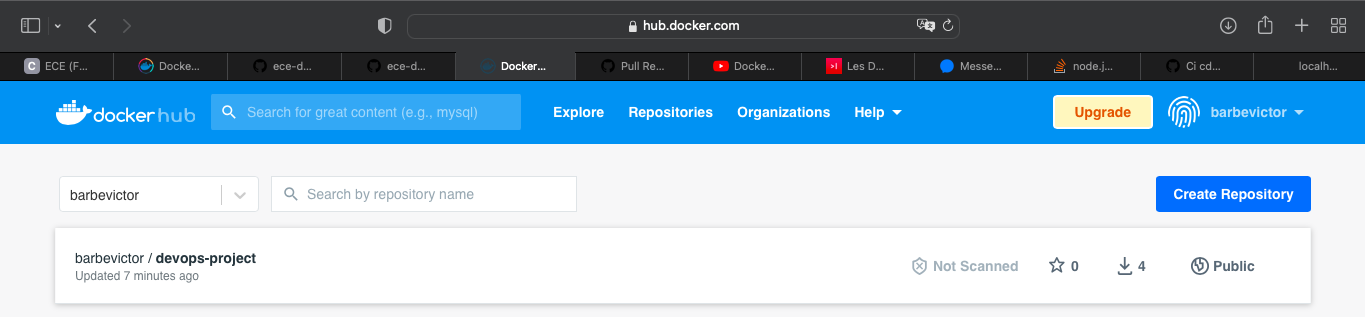 hub.docker.com
C ECE (F...
Docke...
ece-d...
ece-d...
Docker...
Pull Re...
Docke...
Les D...
Messe...
node.j...
Ci cd...
localh...
dockerhub
Search for great content (e.g., mysql)
Explore
Repositories
Organizations
Help
Upgrade
barbevictor
barbevictor
Search by repository name
Create Repository
barbevictor / devops-project
Updated 7 minutes ago
Not Scanned
0
4
Public